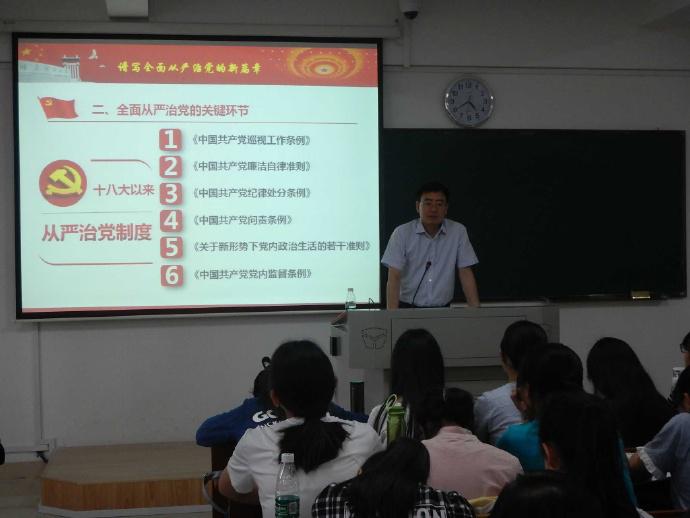 谱写全面从严治党的新篇章
二、全面从严治党的关键环节
1 《中国共产党巡视工作条例》
2 《中国共产党廉洁自律准则》
十八大以来
3 《中国共产党纪律处分条例》
4 《中国共产党问责条例》
从严治党制度
5 《关于新形势下党内政治生活的若干准则》
6 《中国共产党党内监督条例》